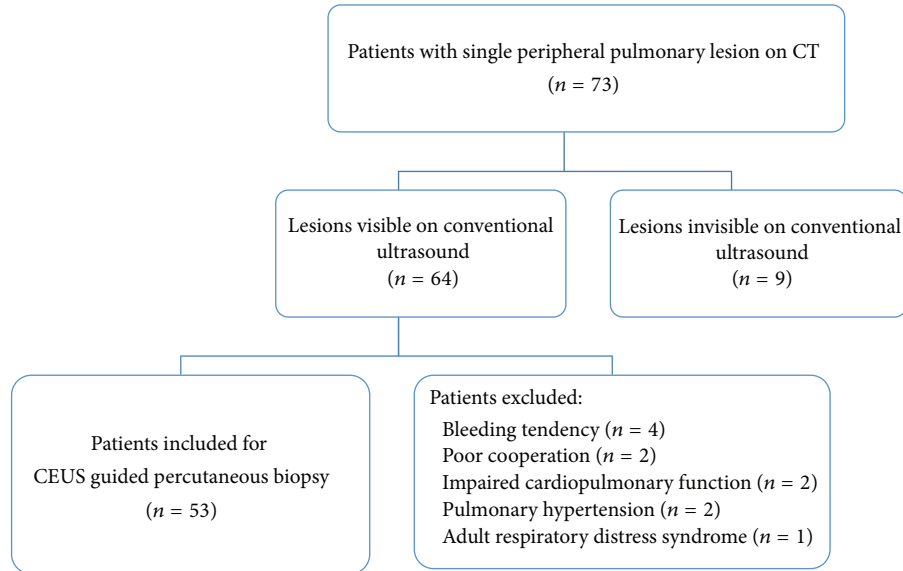 Patients with single peripheral pulmonary lesion on CT
(n = 73)
Lesions visible on conventional
ultrasound
(n = 64)
Lesions invisible on conventional
ultrasound
(n = 9)
Patients included for
CEUS guided percutaneous biopsy
(n = 53)
Patients excluded:
Bleeding tendency (n = 4)
Poor cooperation (n = 2)
Impaired cardiopulmonary function (n = 2)
Pulmonary hypertension (n = 2)
Adult respiratory distress syndrome (n = 1)